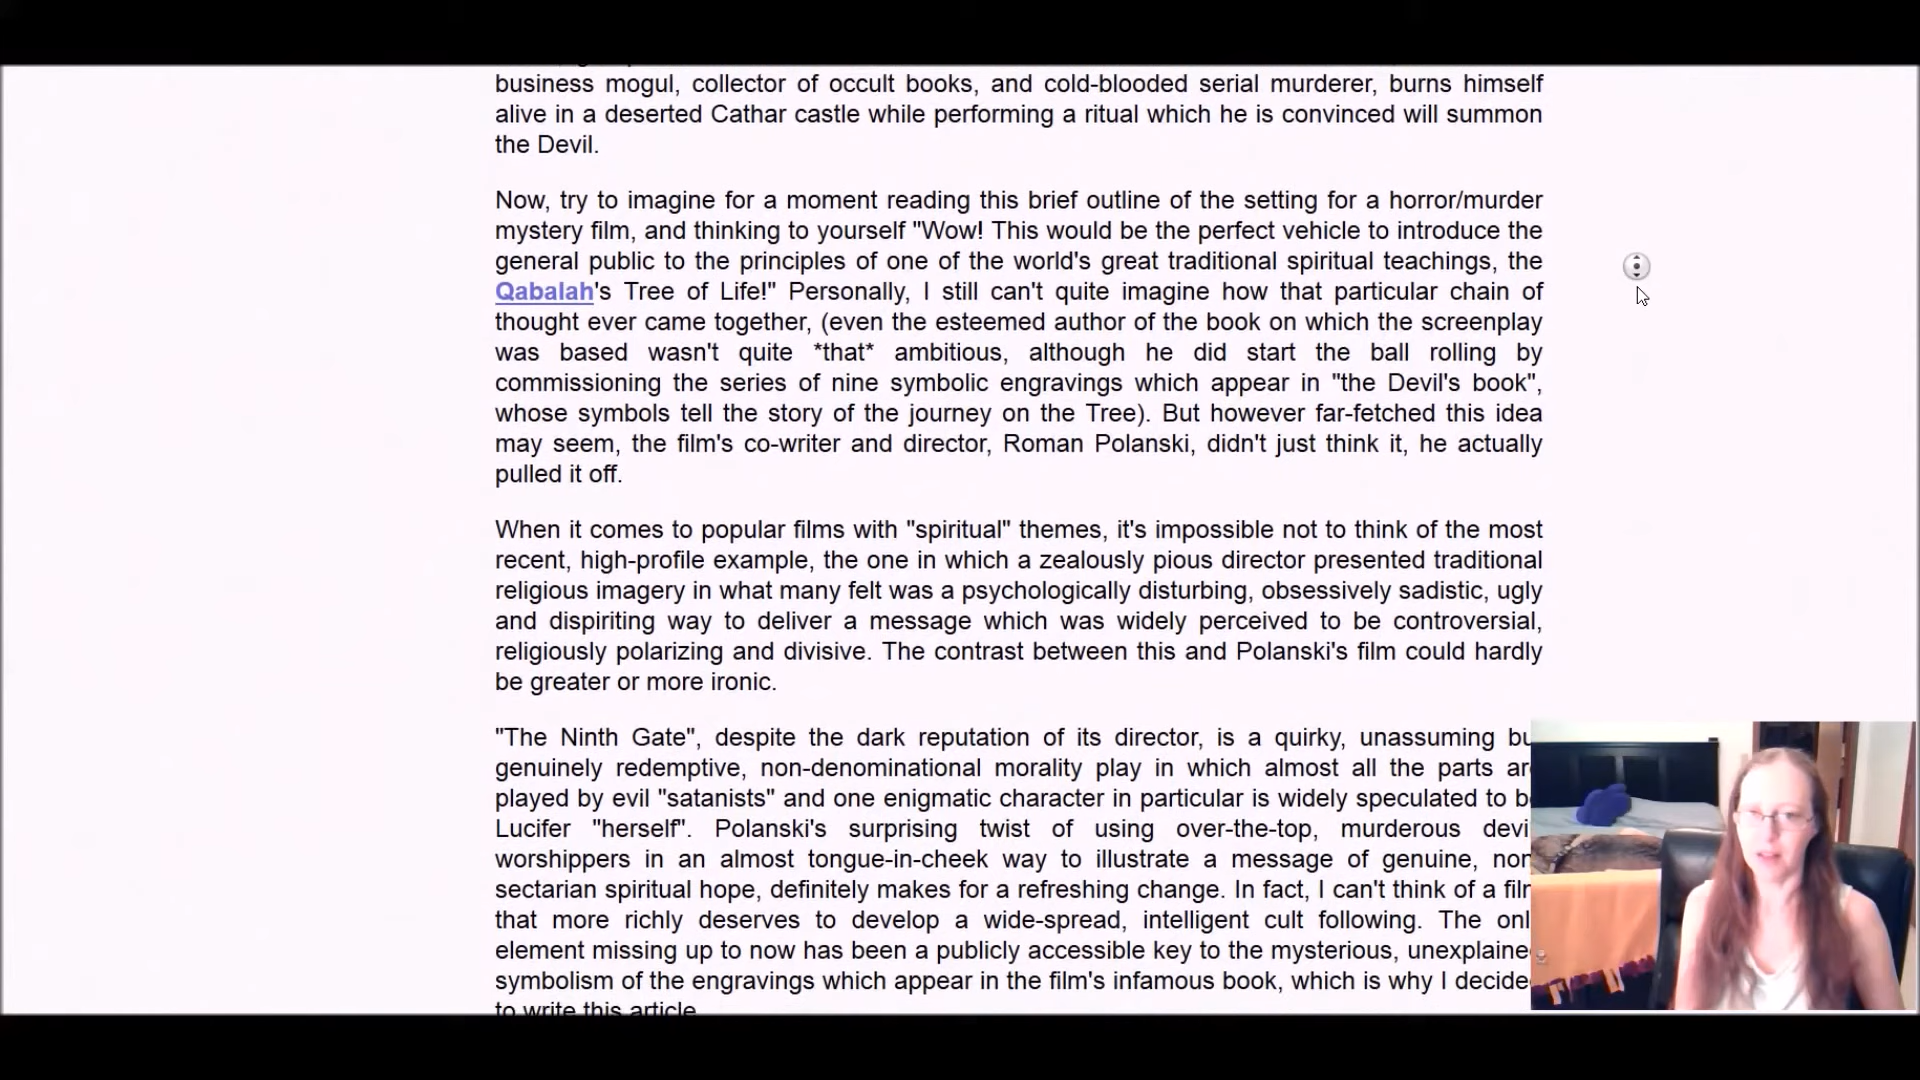 business mogul, collector of occult books, and cold-blooded serial murderer, burns himself
alive in a deserted Cathar castle while performing a ritual which he is convinced will summon
the Devil.
Now, try to imagine for a moment reading this brief outline of the setting for a horror/murder
mystery film, and thinking to yourself "Wow! This would be the perfect vehicle to introduce the
general public to the principles of one of the world's great traditional spiritual teachings, the
Qabalah's Tree of Life!" Personally, I still can't quite imagine how that particular chain of
thought ever came together, (even the esteemed author of the book on which the screenplay
was based wasn't quite *that* ambitious, although he did start the ball rolling by
commissioning the series of nine symbolic engravings which appear in "the Devil's book",
whose symbols tell the story of the journey on the Tree). But however far-fetched this idea
may seem, the film's co-writer and director, Roman Polanski, didn't just think it, he actually
pulled it off.
When it comes to popular films with "spiritual" themes, it's impossible not to think of the most
recent, high-profile example, the one in which a zealously pious director presented traditional
religious imagery in what many felt was a psychologically disturbing, obsessively sadistic, ugly
and dispiriting way to deliver a message which was widely perceived to be controversial,
religiously polarizing and divisive. The contrast between this and Polanski's film could hardly
be greater or more ironic.
"The Ninth Gate", despite the dark reputation of its director, is a quirky, unassuming bu
genuinely redemptive, non-denominational morality play in which almost all the parts ar
played by evil "satanists" and one enigmatic character in particular is widely speculated to b
Lucifer "herself". Polanski's surprising twist of using over-the-top, murderous devi
worshippers in an almost tongue-in-cheek way to illustrate a message of genuine, non
sectarian spiritual hope, definitely makes for a refreshing change. In fact, I can't think of a fil
that more richly deserves to develop a wide-spread, intelligent cult following. The onl
element missing up to now has been a publicly accessible key to the mysterious, unexplaine
symbolism of the engravings which appear in the film's infamous book, which is why I decide
to write this article